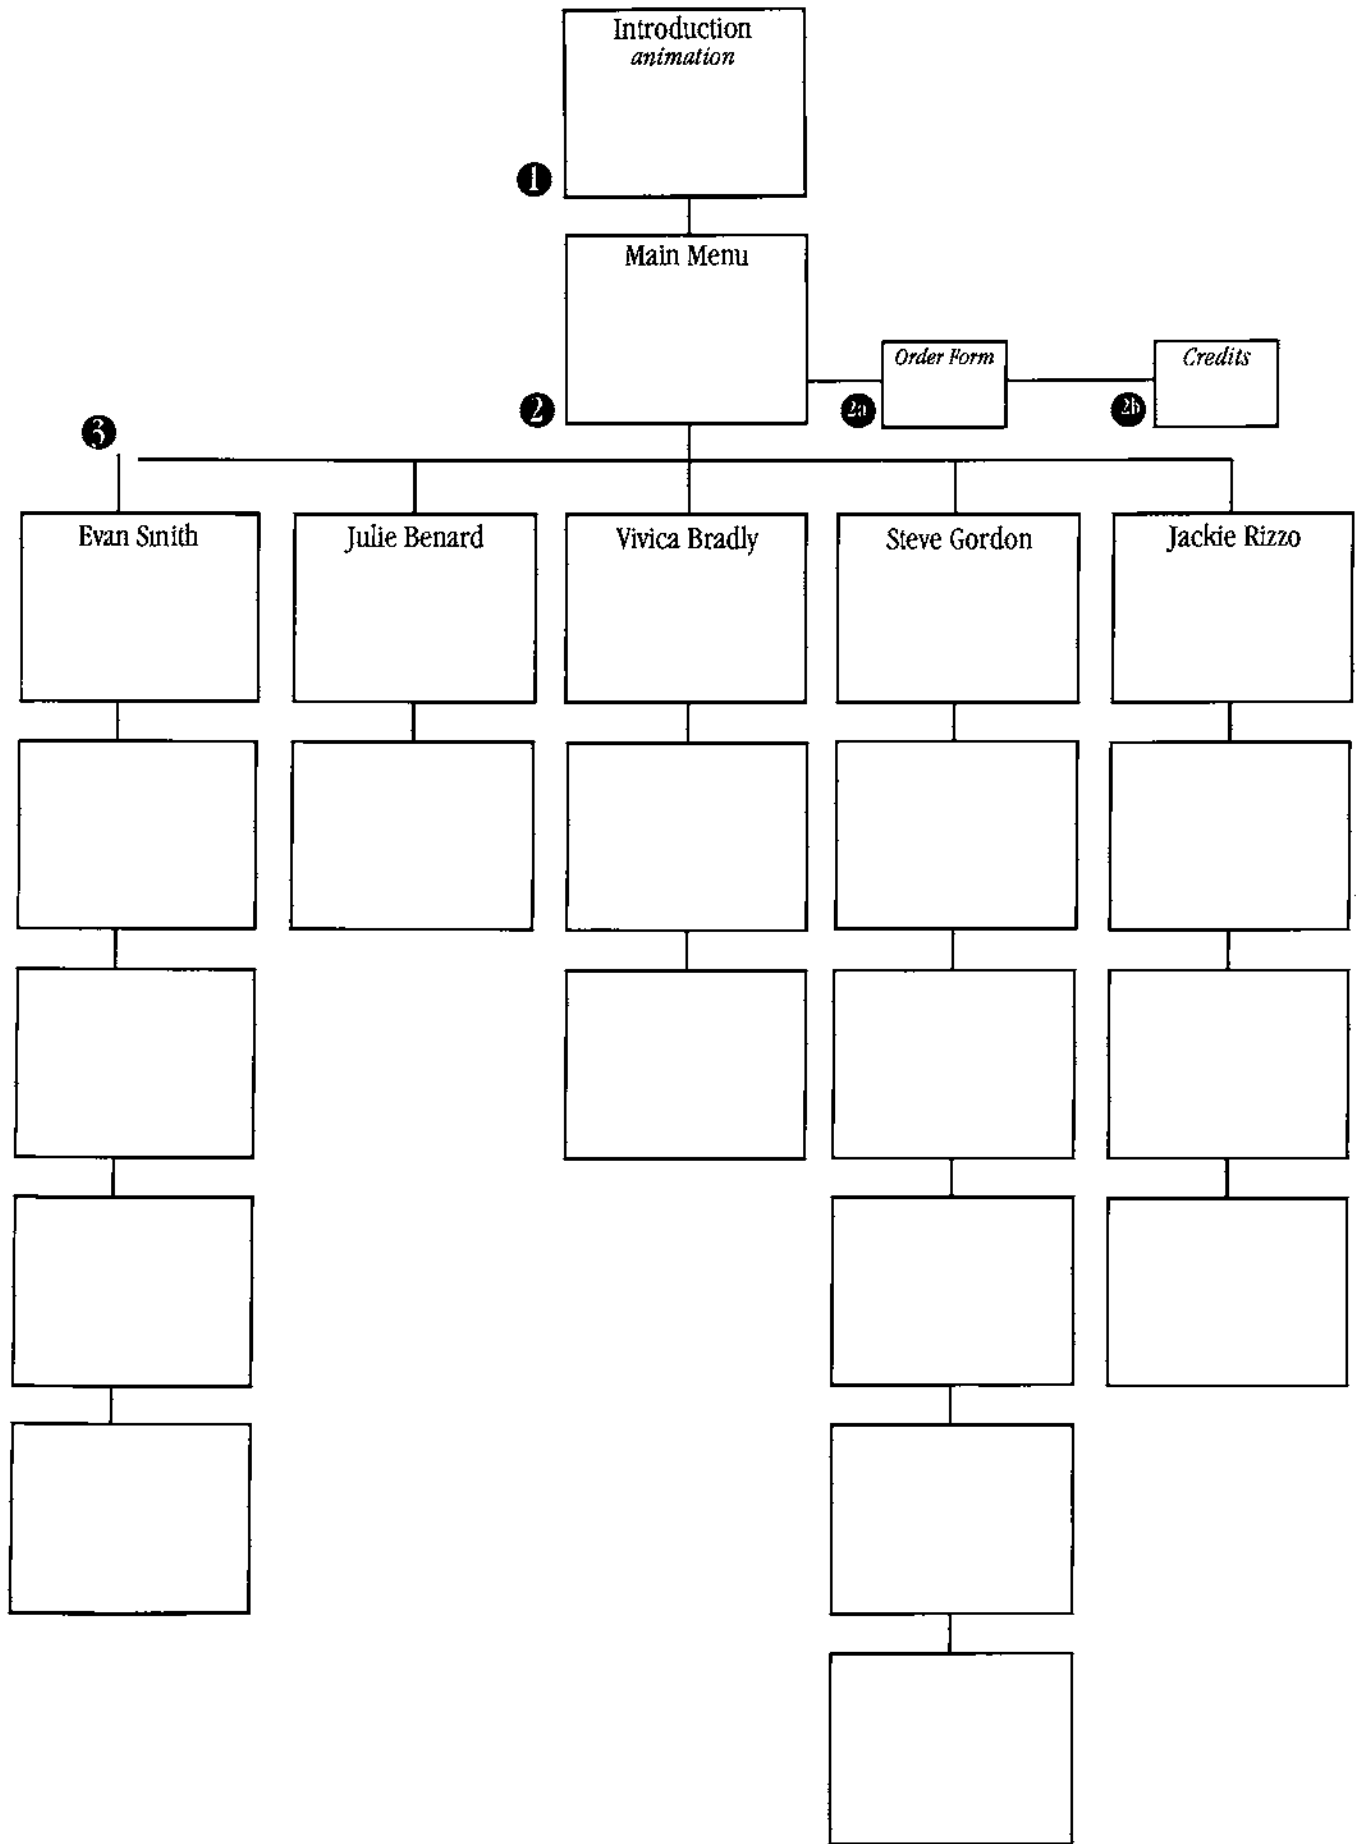 Introduction
animation
1
Main Menu
Order Form
Credits
2
2a
2b
3
Evan Smith
Julie Benard
Vivica Bradly
Steve Gordon
Jackie Rizzo